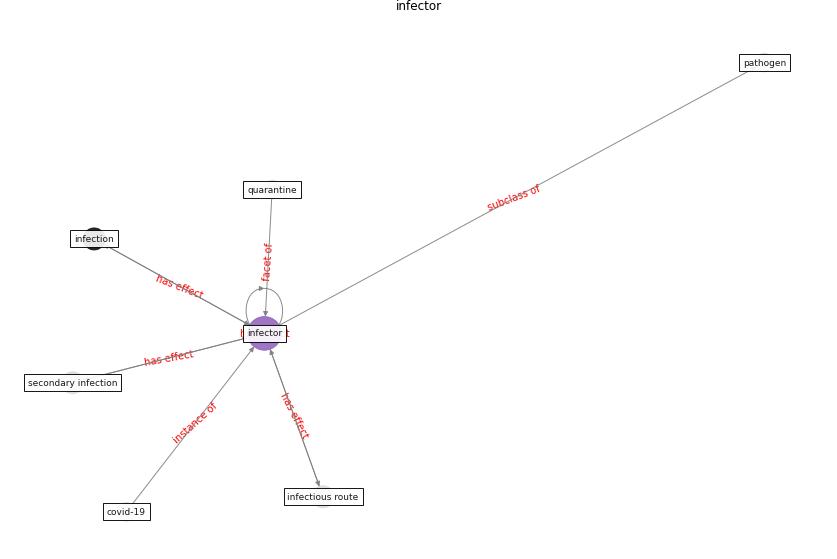 infector
pathogen
subclass of
quarantine
infection
facet of
has effect
infector
has effect
secondary infection
has effect
instance of
infectious route
covid-19